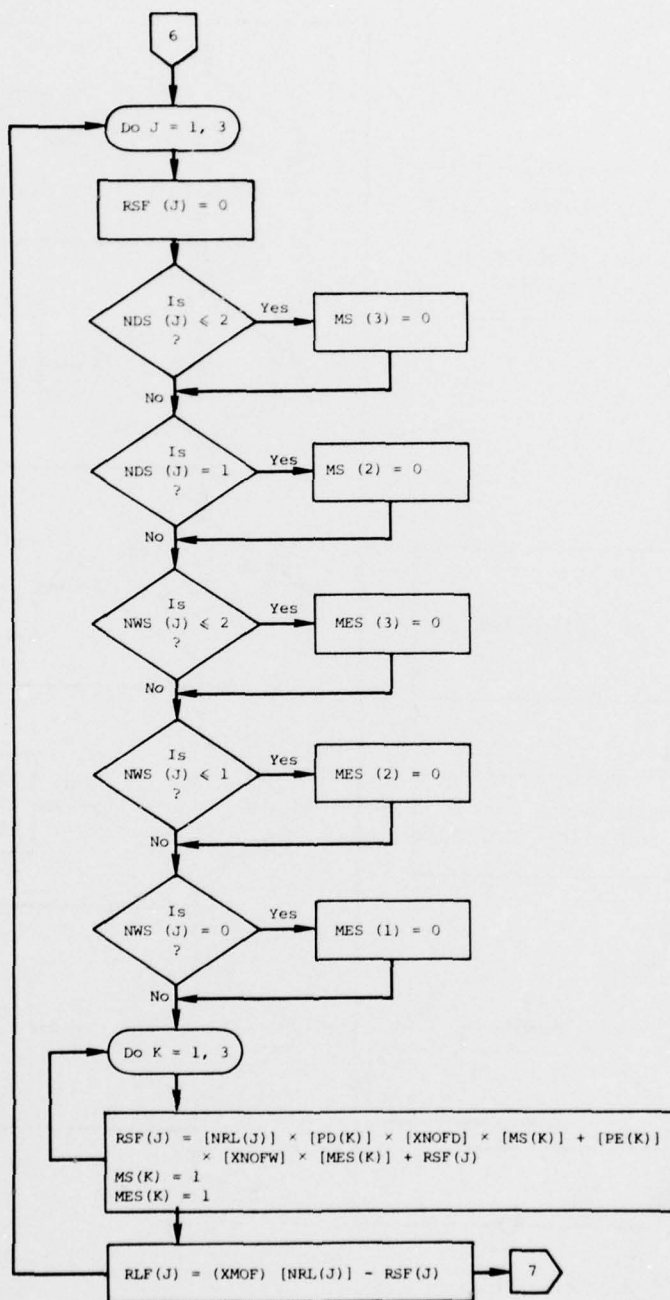 6
Do J = 1, 3
RSF (J) = 0
Is
NDS (J) ≤ 2
?
Yes
MS (3) = 0
No
Is
NDS (J) = 1
?
Yes
MS (2) = 0
No
Is
NWS (J) ≤ 2
?
Yes
MES (3) = 0
No
Is
NWS (J) ≤ 1
?
Yes
MES (2) = 0
No
Is
NWS (J) = 0
?
Yes
MES (1) = 0
No
Do K = 1, 3
RSF(J) = [NRL(J)] × [PD(K)] × [XNOFD] × [MS(K)] + [PE(K)]
× [XNOFW] × [MES(K)] + RSF(J)
MS(K) = 1
MES(K) = 1
RLF(J) = (XMOF) [NRL(J)] - RSF(J)
7